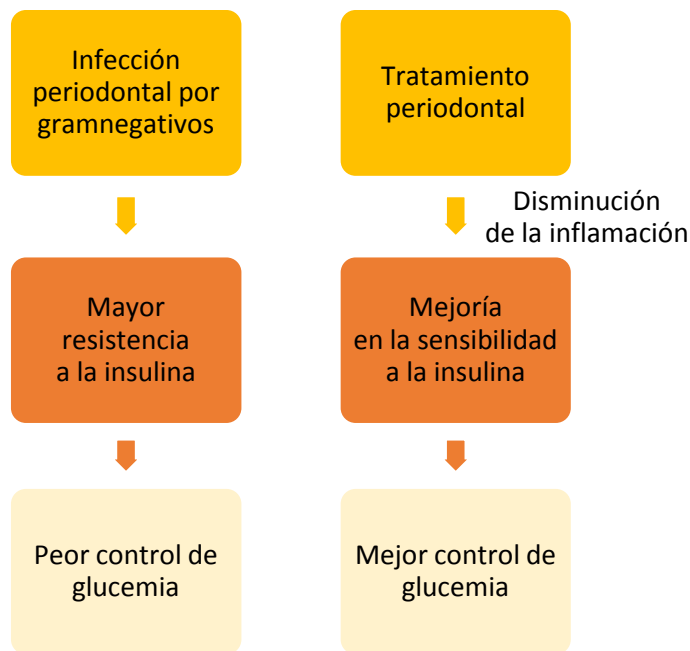 Infección
periodontal por
gramnegativos
Mayor
resistencia
a la insulina
Peor control de
glucemia
Tratamiento
periodontal
Disminución
de la inflamación
Mejoría
en la sensibilidad
a la insulina
Mejor control de
glucemia